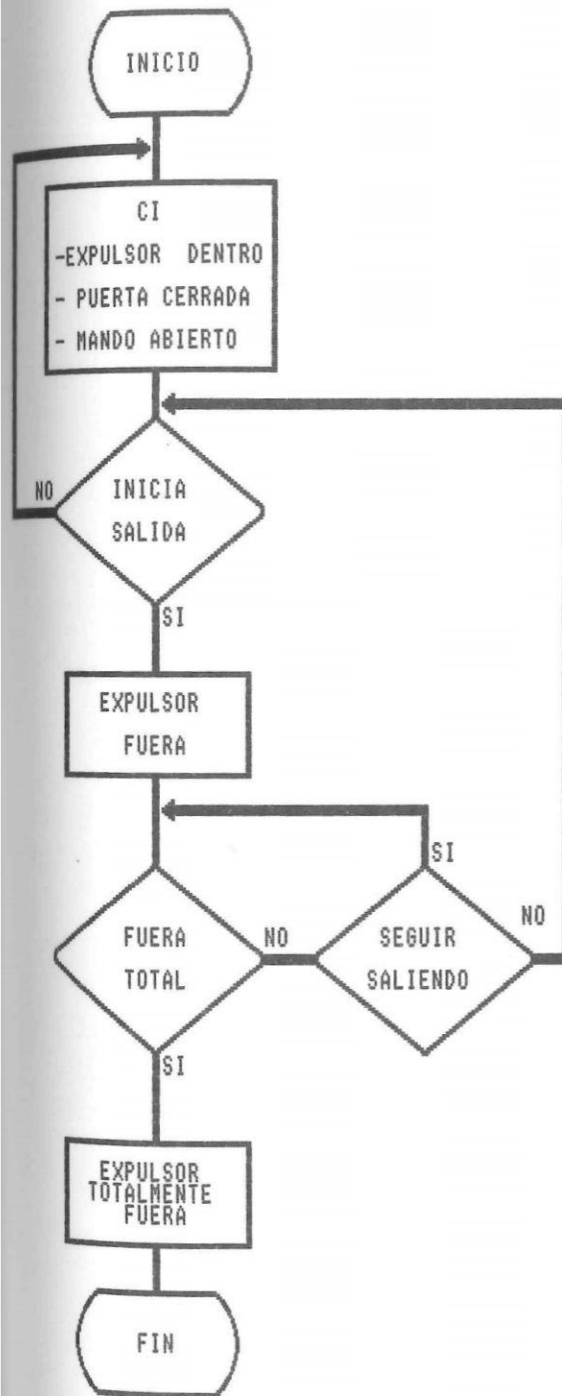 INICIO
CI
-EXPULSOR DENTRO
- PUERTA CERRADA
- MANDO ABIERTO
NO
INICIA
SALIDA
SI
EXPULSOR
FUERA
SI
FUERA
TOTAL
NO
SEGUIR
SALIENDO
NO
SI
EXPULSOR
TOTALMENTE
FUERA
FIN